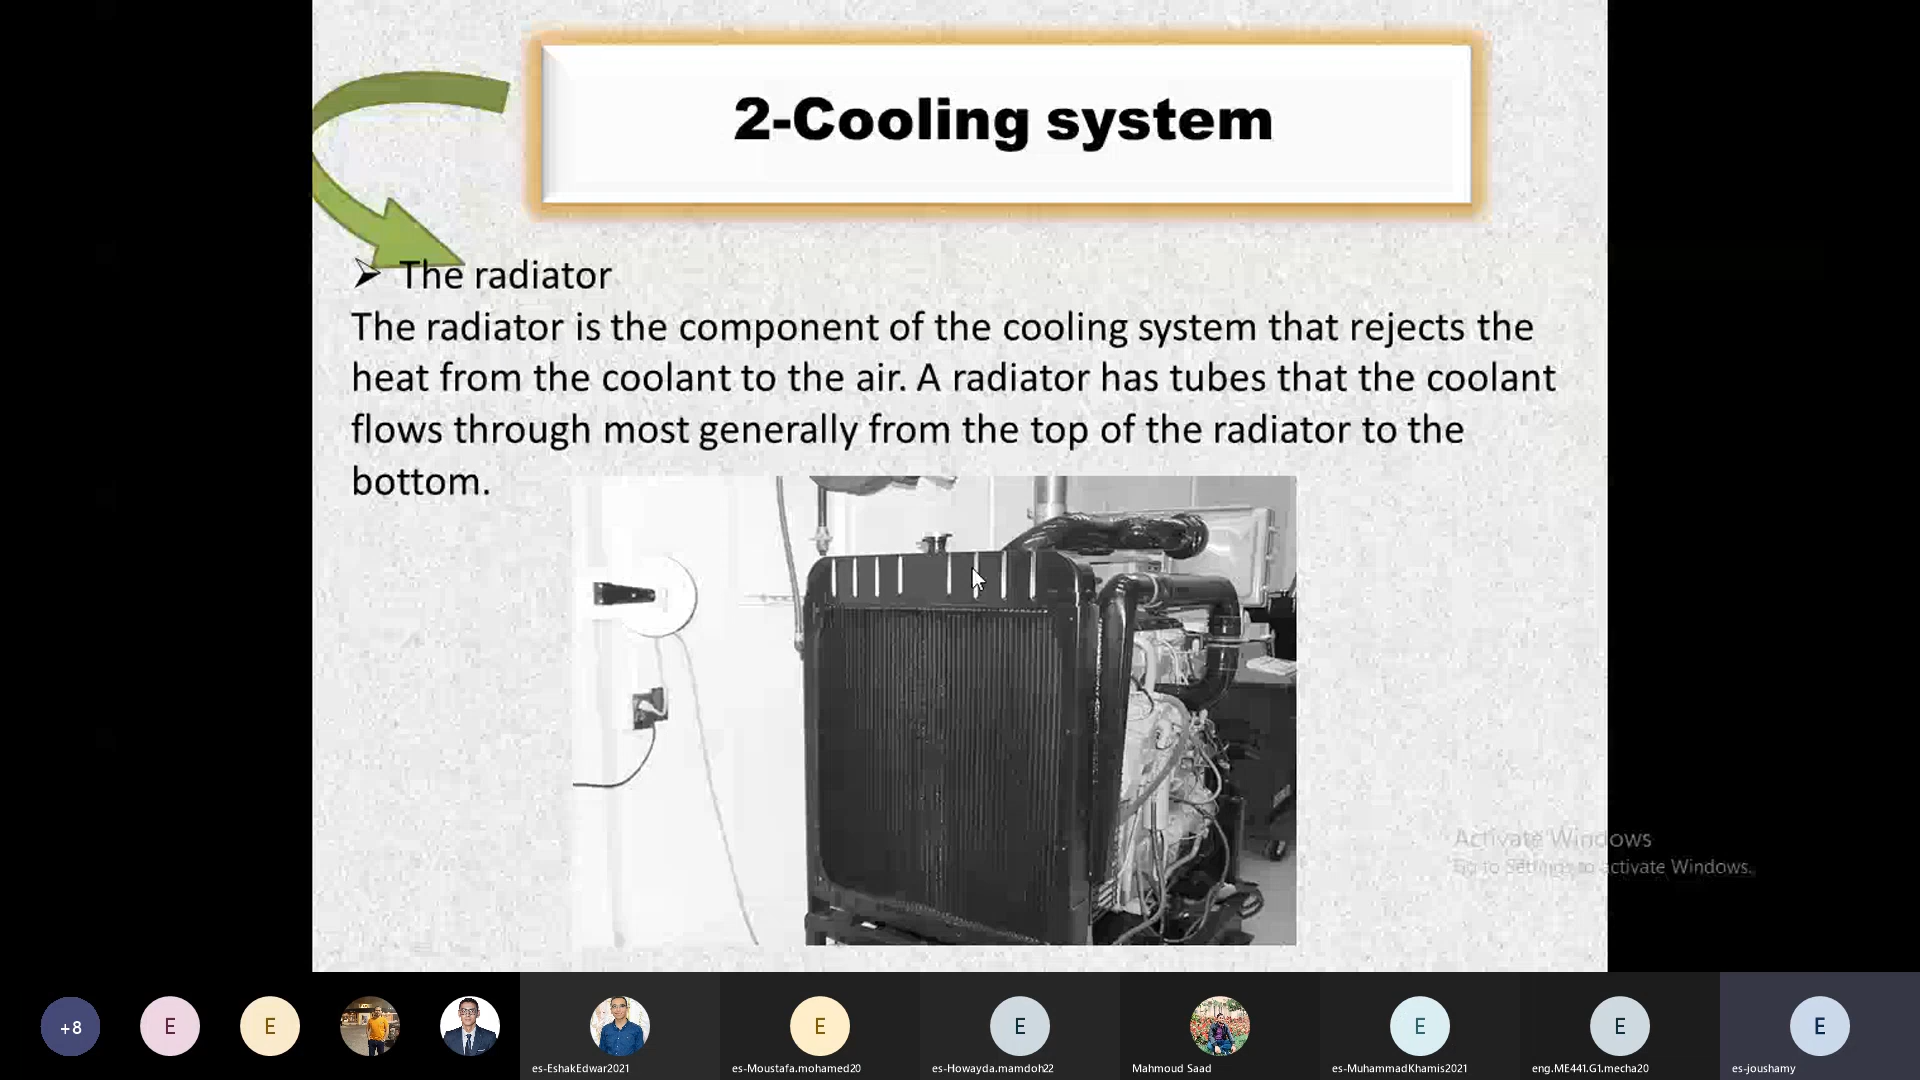 2-Cooling system
➢ The radiator
The radiator is the component of the cooling system that rejects the
heat from the coolant to the air. A radiator has tubes that the coolant
flows through most generally from the top of the radiator to the
bottom.
Activate Windows
Go to Settings to activate Windows.
+8
E
E
E
E
E
E
E
es-EshakEdwar2021
es-Moustafa.mohamed20
es-Howayda.mamdoh22
Mahmoud Saad
es-MuhammadKhamis2021
eng.ME441.G1.mecha20
es-joushamy